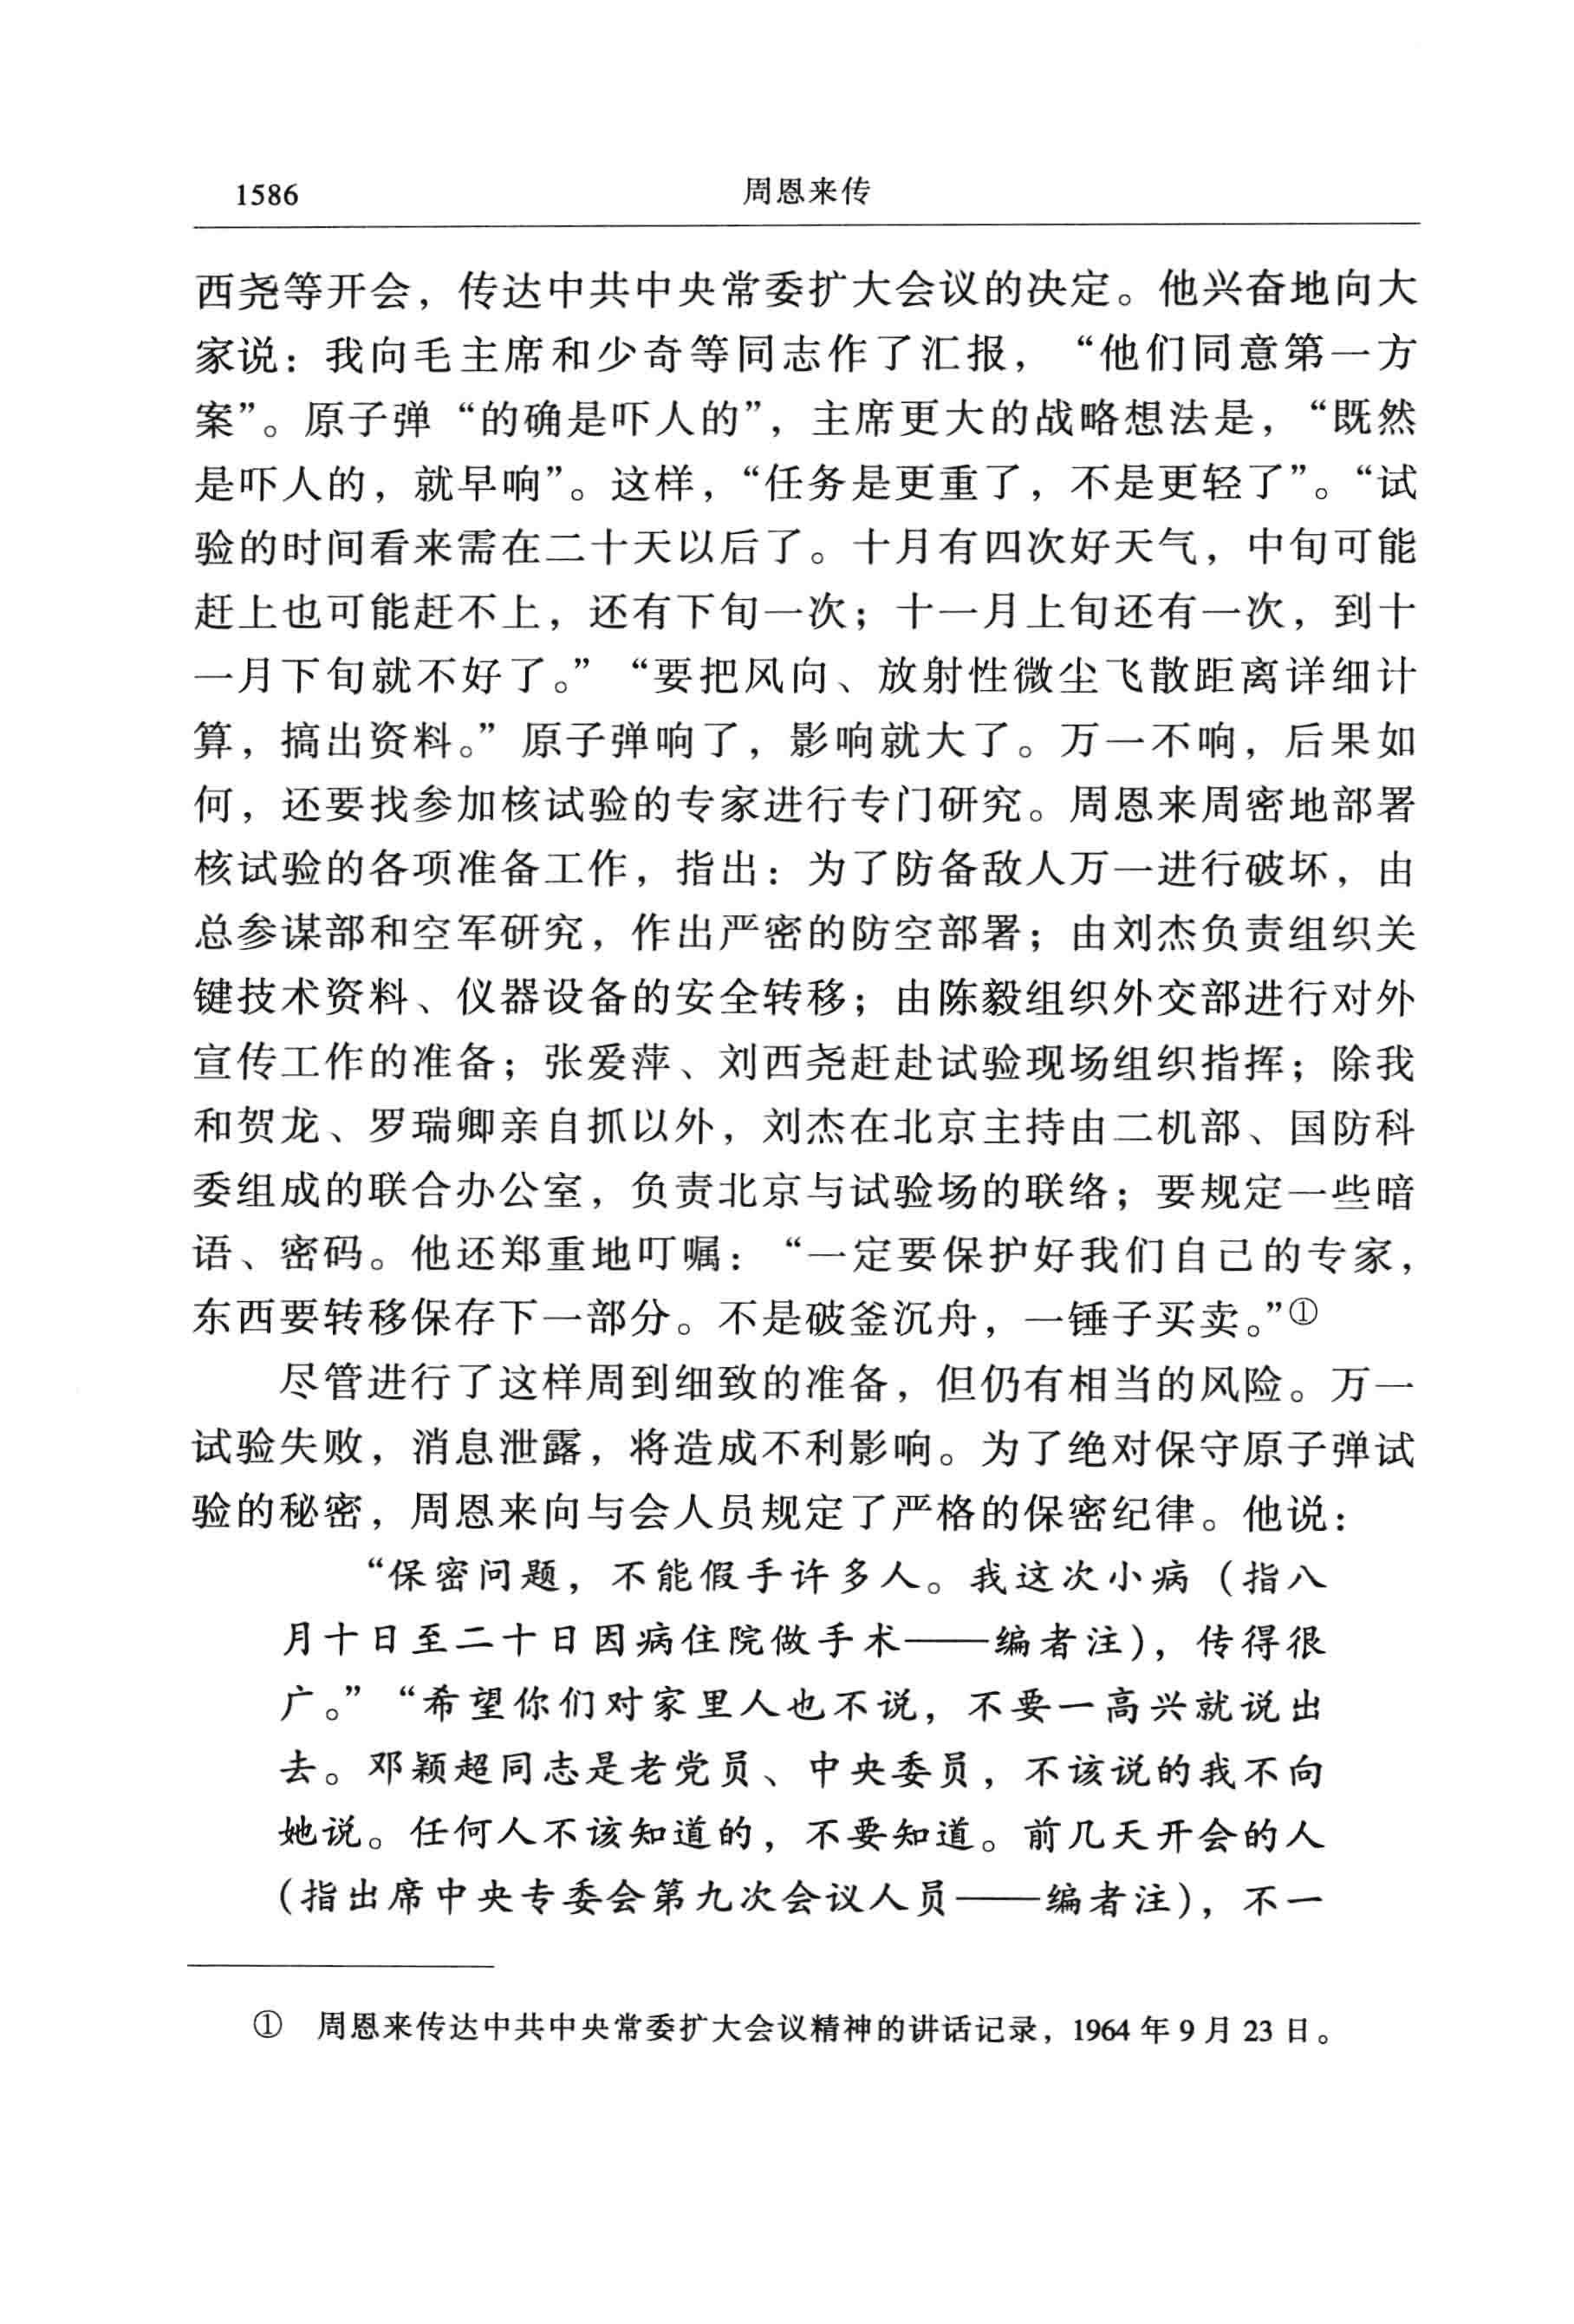 1586 周恩来传
西尧等开会，传达中共中央常委扩大会议的决定。他兴奋地向大
家说：我向毛主席和少奇等同志作了汇报，“他们同意第一方
案”。原子弹“的确是吓人的”，主席更大的战略想法是，“既然
是吓人的，就早响”。这样，“任务是更重了，不是更轻了”。“试
验的时间看来需在二十天以后了。十月有四次好天气，中旬可能
赶上也可能赶不上，还有下旬一次；十一月上旬还有一次，到十
一月下旬就不好了。”“要把风向、放射性微尘飞散距离详细计
算，搞出资料。”原子弹响了，影响就大了。万一不响，后果如
何，还要找参加核试验的专家进行专门研究。周恩来周密地部署
核试验的各项准备工作，指出：为了防备敌人万一进行破坏，由
总参谋部和空军研究，作出严密的防空部署；由刘杰负责组织关
键技术资料、仪器设备的安全转移；由陈毅组织外交部进行对外
宣传工作的准备；张爱萍、刘西尧赶赴试验现场组织指挥；除我
和贺龙、罗瑞卿亲自抓以外，刘杰在北京主持由二机部、国防科
委组成的联合办公室，负责北京与试验场的联络；要规定一些暗
语、密码。他还郑重地叮嘱：“一定要保护好我们自己的专家，
东西要转移保存下一部分。不是破釜沉舟，一锤子买卖。”①
尽管进行了这样周到细致的准备，但仍有相当的风险。万一
试验失败，消息泄露，将造成不利影响。为了绝对保守原子弹试
验的秘密，周恩来向与会人员规定了严格的保密纪律。他说：
“保密问题，不能假手许多人。我这次小病（指八
月十日至二十日因病住院做手术——编者注），传得很
广。”“希望你们对家里人也不说，不要一高兴就说出
去。邓颖超同志是老党员、中央委员，不该说的我不向
她说。任何人不该知道的，不要知道。前几天开会的人
（指出席中央专委会第九次会议人员——编者注），不一
① 周恩来传达中共中央常委扩大会议精神的讲话记录，1964年9月23日。